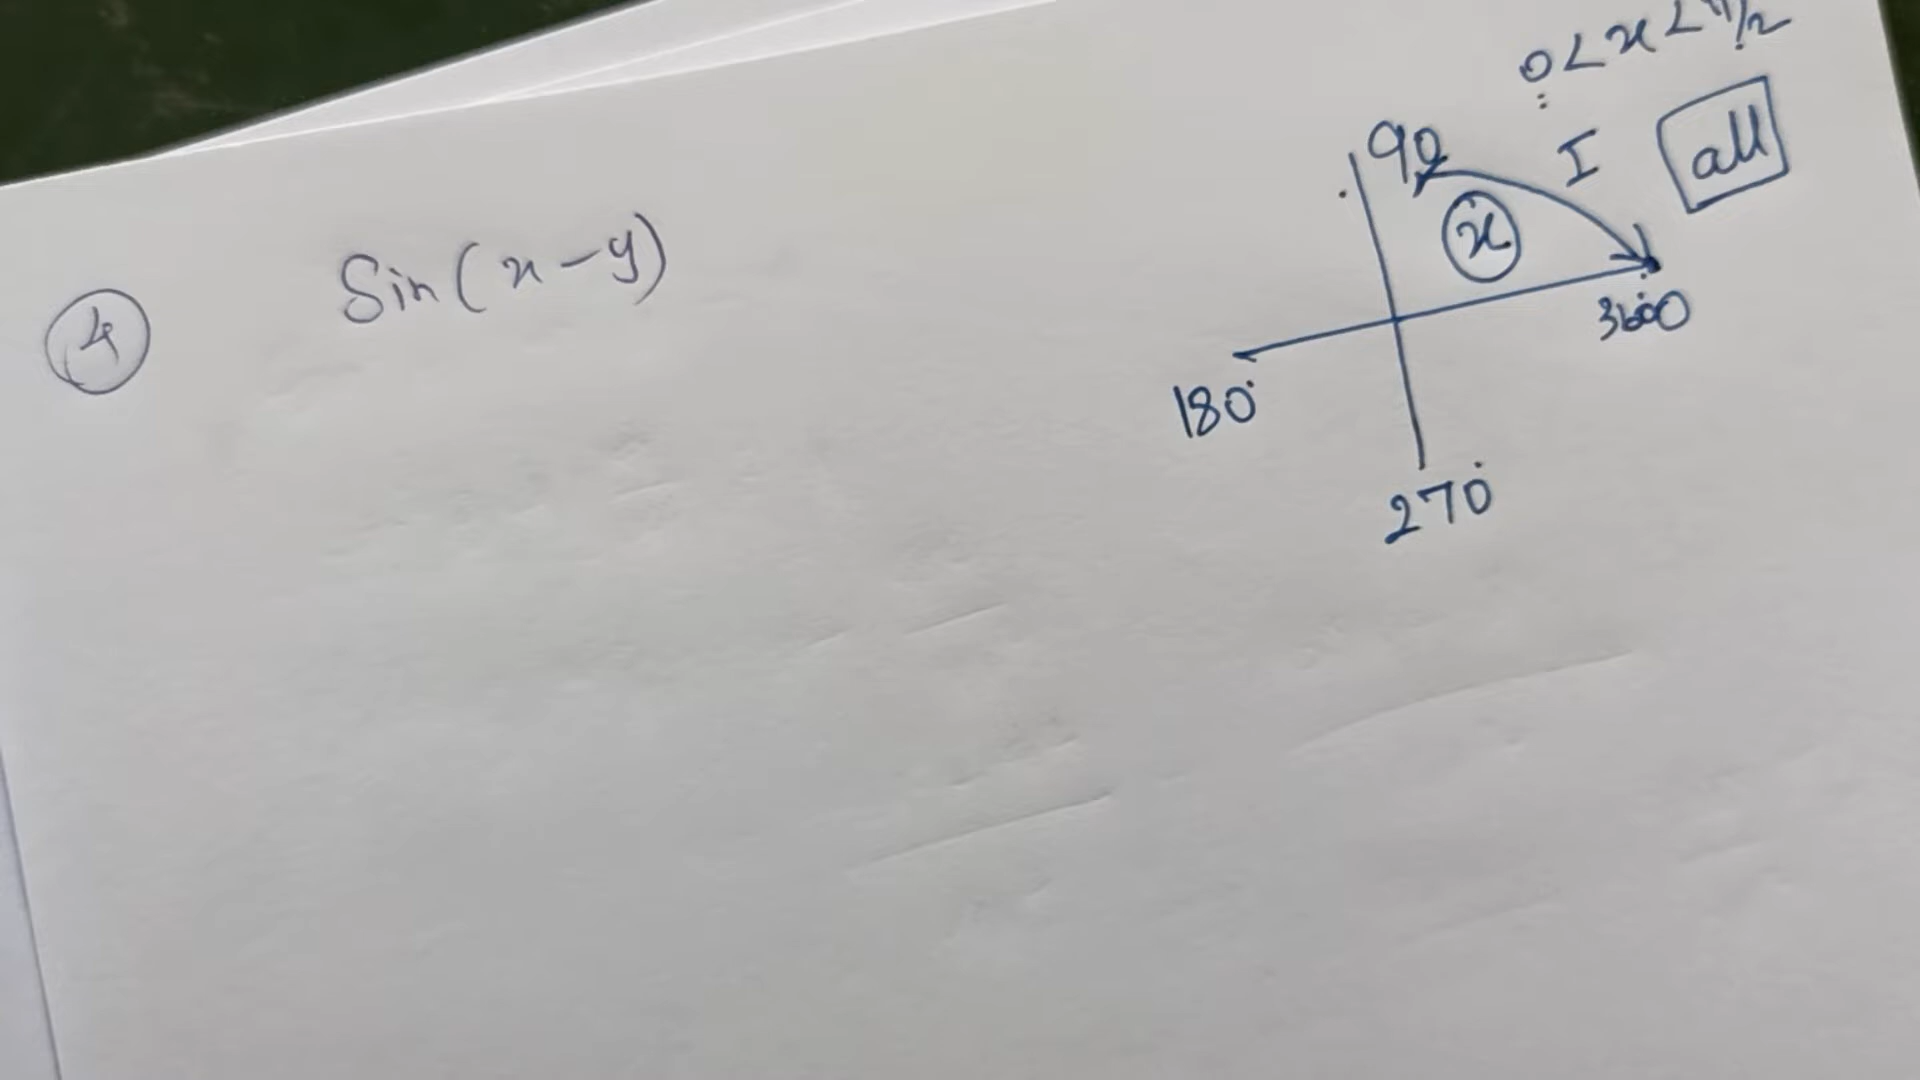 0 < x < π/2
90
I
all
x
④ Sin(x-y)
360
180°
270°